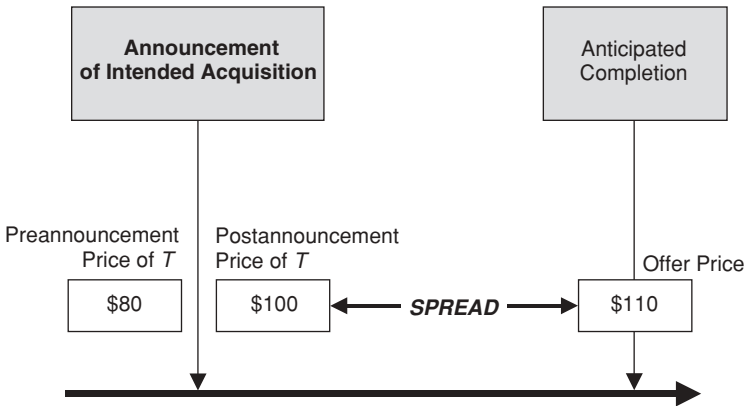 Announcement
of Intended Acquisition
Anticipated
Completion
Preannouncement
Price of T
Postannouncement
Price of T
Offer Price
$80
$100
SPREAD
$110